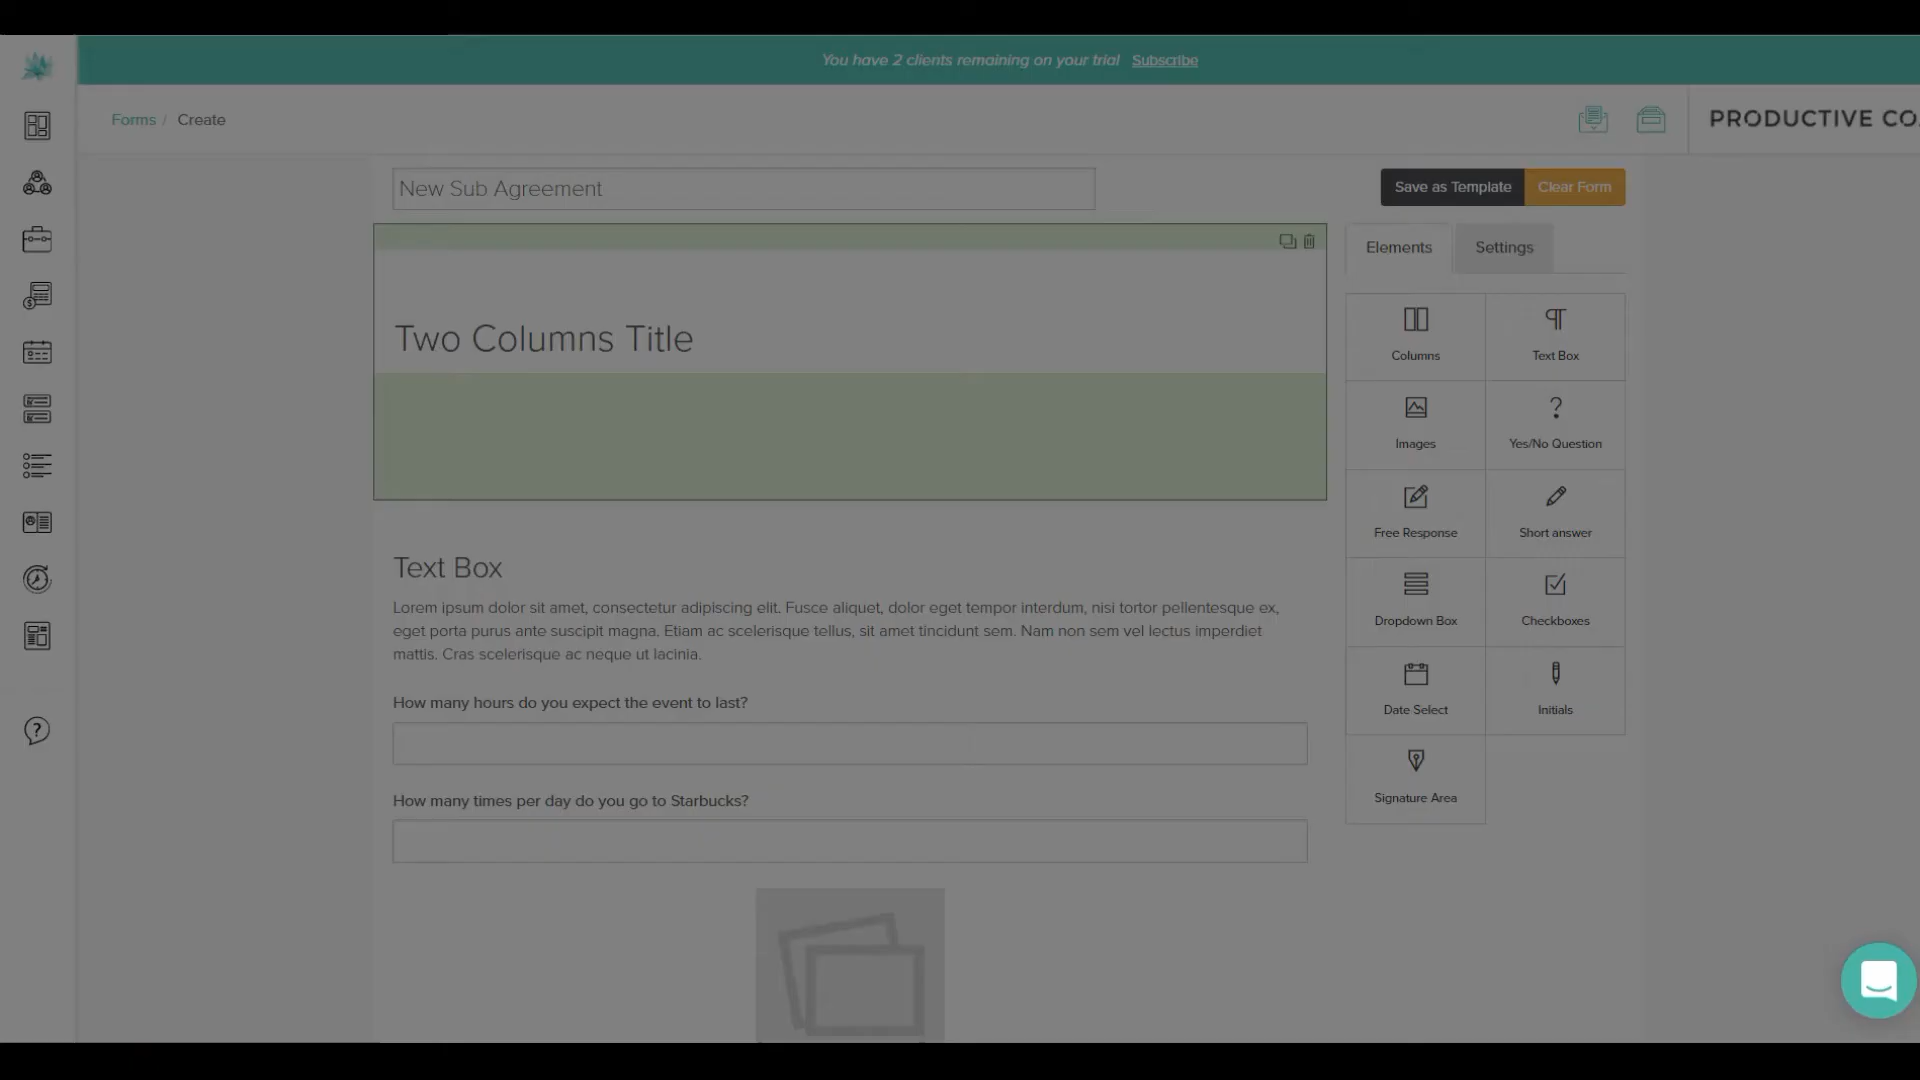 You have 2 clients remaining on your trial Subscribe
Forms / Create
PRODUCTIVE CO
New Sub Agreement
Save as Template
Clear Form
Elements
Settings
Two Columns Title
Columns
Text Box
Images
Yes/No Question
Free Response
Short answer
Dropdown Box
Checkboxes
Date Select
Initials
Signature Area
Text Box
Lorem ipsum dolor sit amet, consectetur adipiscing elit. Fusce aliquet, dolor eget tempor interdum, nisi tortor pellentesque ex,
eget porta purus ante suscipit magna. Etiam ac scelerisque tellus, sit amet tincidunt sem. Nam non sem vel lectus imperdiet
mattis. Cras scelerisque ac neque ut lacinia.
How many hours do you expect the event to last?
How many times per day do you go to Starbucks?